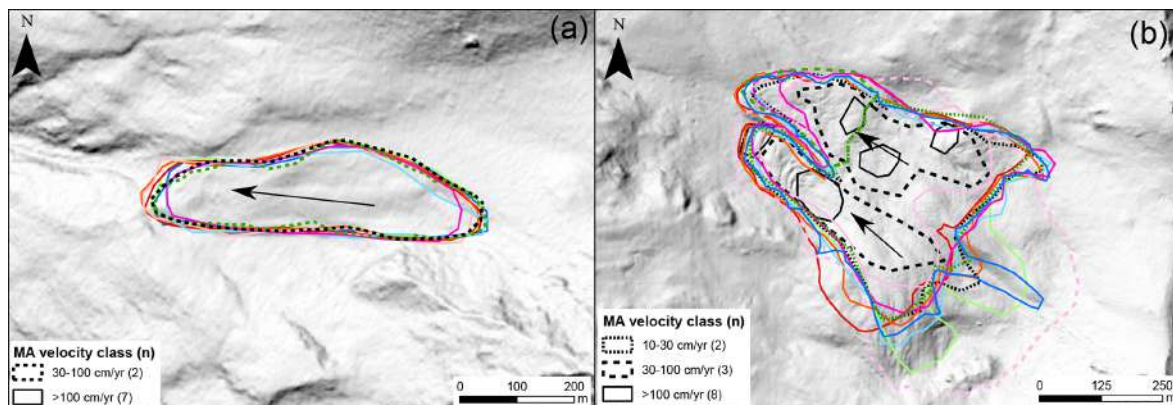 N
(a)
MA velocity class (n)
30-100 cm/yr (2)
>100 cm/yr (7)
0 100 200
m
N
(b)
MA velocity class (n)
10-30 cm/yr (2)
30-100 cm/yr (3)
>100 cm/yr (8)
0 125 250